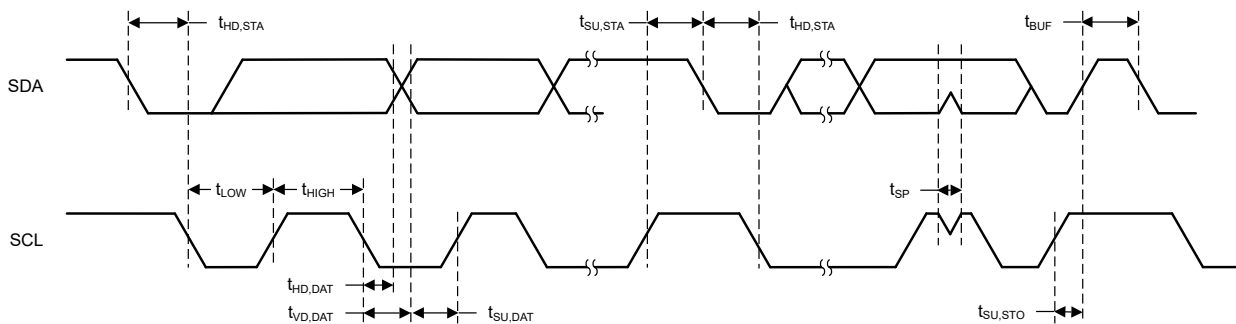 tHD,STA
tSU,STA
tHD,STA
tBUF
SDA
tLOW
tHIGH
tSP
SCL
tHD,DAT
tVD,DAT
tSU,DAT
tSU,STO